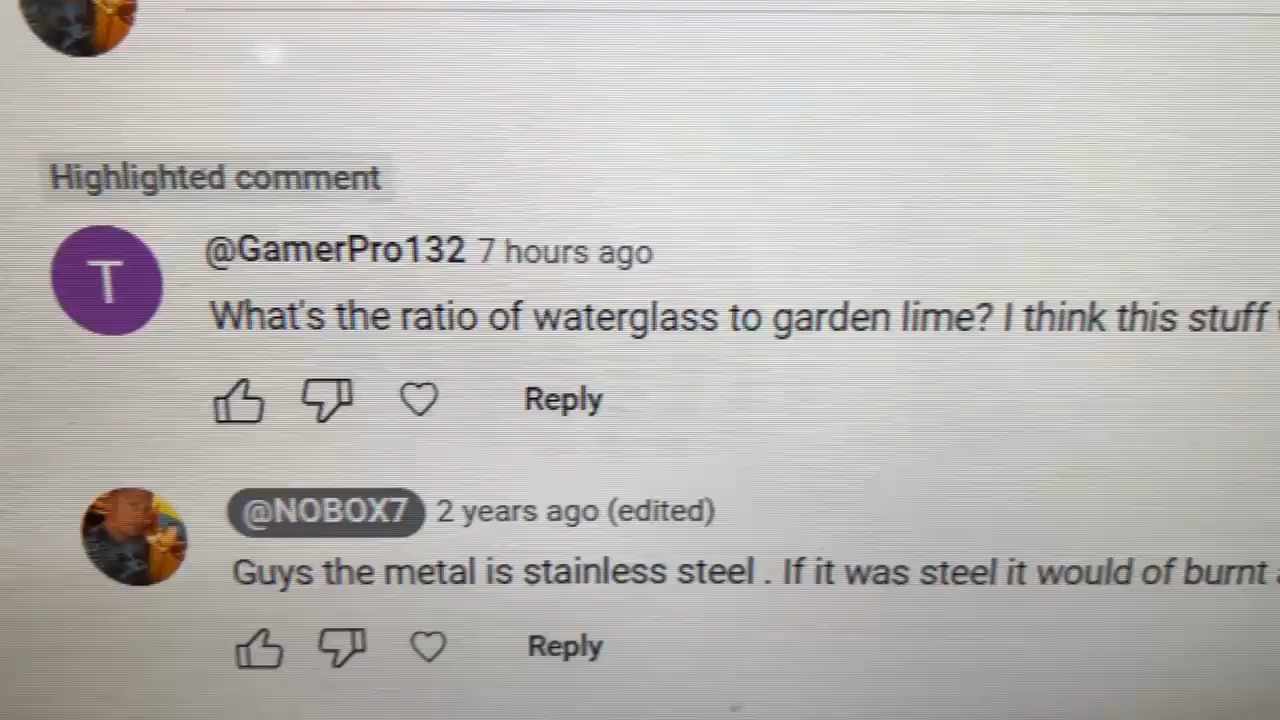 Highlighted comment
T
@GamerPro132 7 hours ago
What's the ratio of waterglass to garden lime? I think this stuff
Reply
@NOBOX7 2 years ago (edited)
Guys the metal is stainless steel . If it was steel it would of burnt
Reply